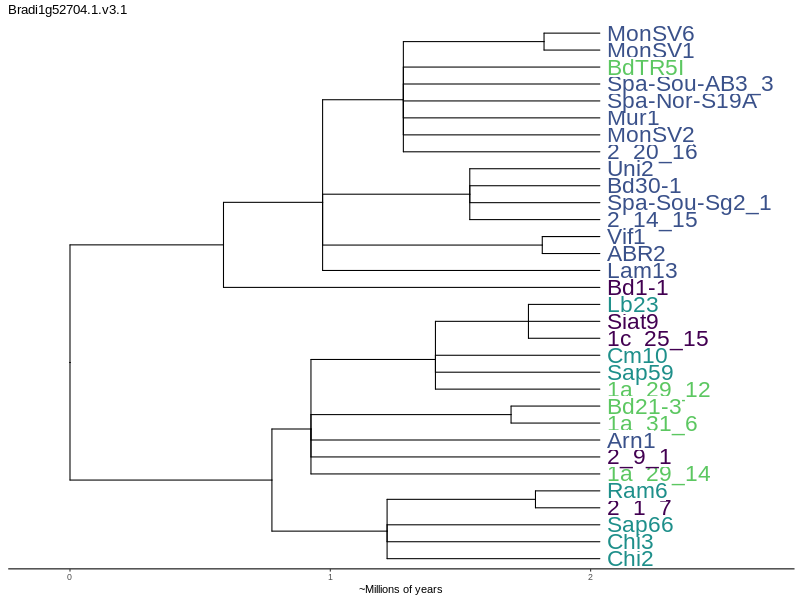 Bradi1g52704.1.v3.1
MonSV6
MonSV1
BdTR5I
Spa-Sou-AB3_3
Spa-Nor-S19A
Mur1
MonSV2
2_20_16
Uni2
Bd30-1
Spa-Sou-Sg2_1
2_14_15
Vif1
ABR2
Lam13
Bd1-1
Lb23
Siat9
1c_25_15
Cm10
Sap59
1a_29_12
Bd21-3
1a_31_6
Arn1
2_9_1
1a_29_14
Ram6
2_1_7
Sap66
Chl3
Chi2
0 1 2
~Millions of years